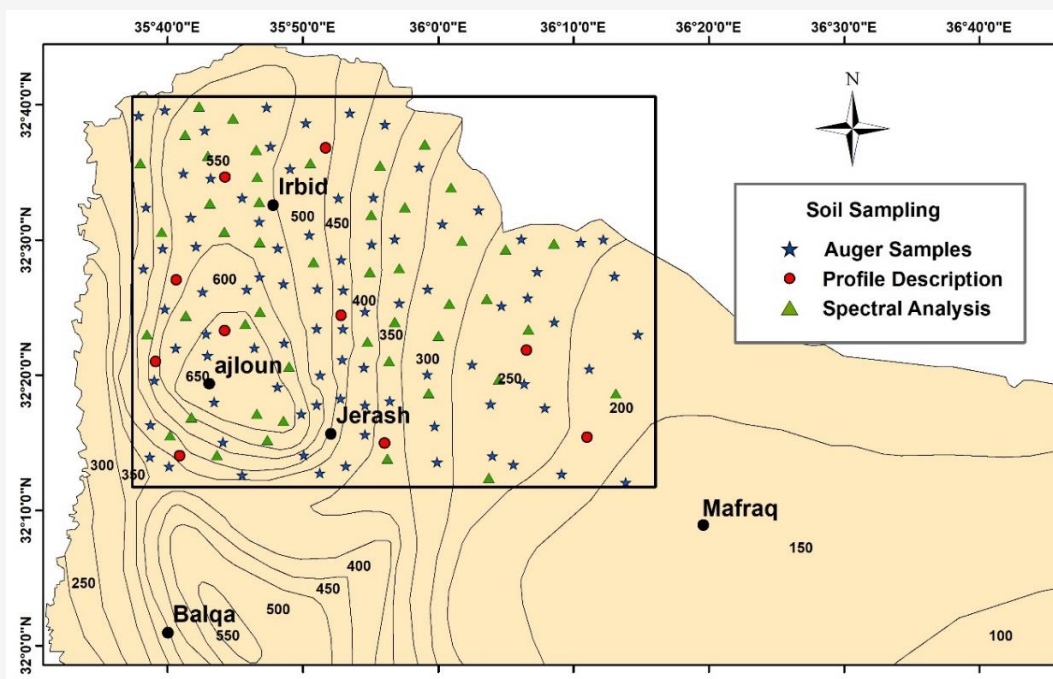 35°40'0"E 35°50'0"E 36°0'0"E 36°10'0"E 36°20'0"E 36°30'0"E 36°40'0"E
32°40'0"N
32°30'0"N
32°20'0"N
32°10'0"N
32°0'0"N
N
Soil Sampling
Auger Samples
Profile Description
Spectral Analysis
550
Irbid
500
450
600
400
350
300
ajloun
650
250
200
Jerash
300
350
Mafraq
150
400
250
450
500
Balqa
550
100